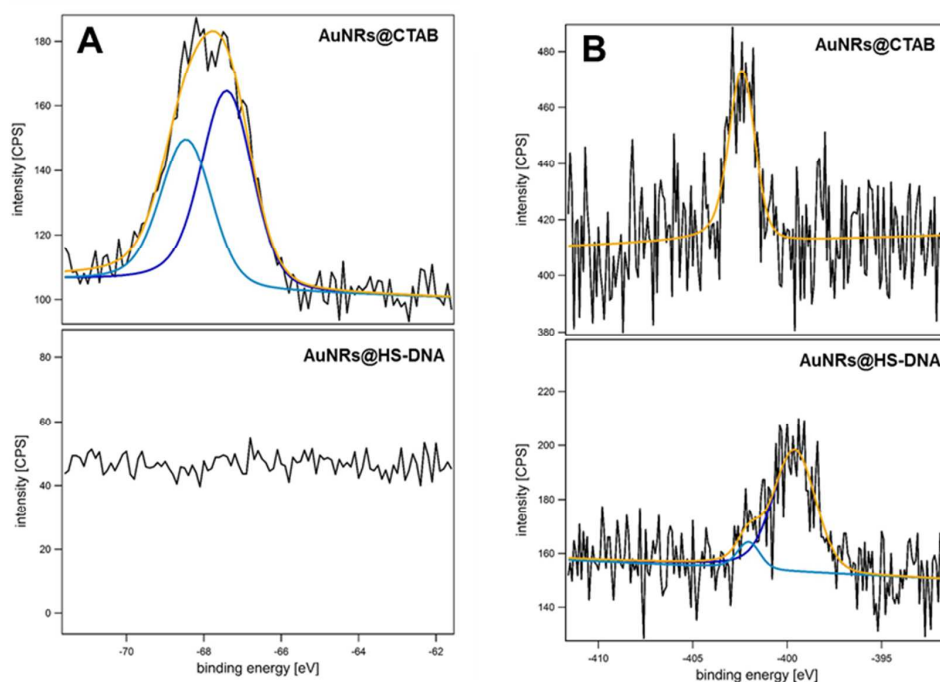 A
AuNRs@CTAB
180
160
140
120
100
intensity [CPS]
AuNRs@HS-DNA
80
60
40
20
0
intensity [CPS]
-70
-68
-66
-64
-62
binding energy [eV]
B
AuNRs@CTAB
480
460
440
420
400
380
intensity [CPS]
AuNRs@HS-DNA
220
200
180
160
140
intensity [CPS]
-410
-405
-400
-395
binding energy [eV]